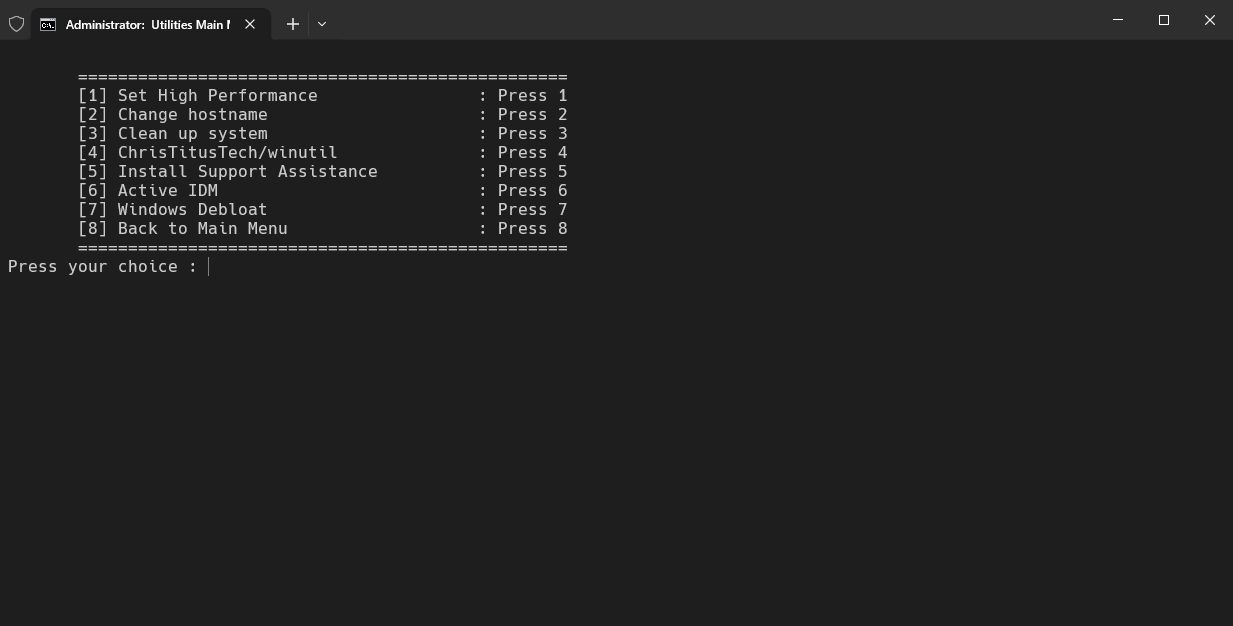 Administrator: Utilities Main
=================================================
[1] Set High Performance : Press 1
[2] Change hostname : Press 2
[3] Clean up system : Press 3
[4] ChrisTitusTech/winutil : Press 4
[5] Install Support Assistance : Press 5
[6] Active IDM : Press 6
[7] Windows Debloat : Press 7
[8] Back to Main Menu : Press 8
=================================================
Press your choice :